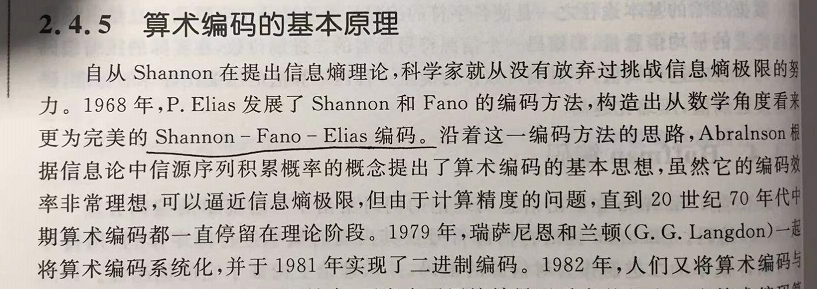 2.4.5 算术编码的基本原理
自从 Shannon 在提出信息熵理论,科学家就从没有放弃过挑战信息熵极限的努
力。1968 年,P. Elias 发展了 Shannon 和 Fano 的编码方法,构造出从数学角度看来
更为完美的 Shannon - Fano - Elias 编码。沿着这一编码方法的思路,Abralnson 根
据信息论中信源序列积累概率的概念提出了算术编码的基本思想,虽然它的编码效
率非常理想,可以逼近信息熵极限,但由于计算精度的问题,直到 20 世纪 70 年代中
期算术编码都一直停留在理论阶段。1979 年,瑞萨尼恩和兰顿(G. G. Langdon)一起
将算术编码系统化,并于 1981 年实现了二进制编码。1982 年,人们又将算术编码与